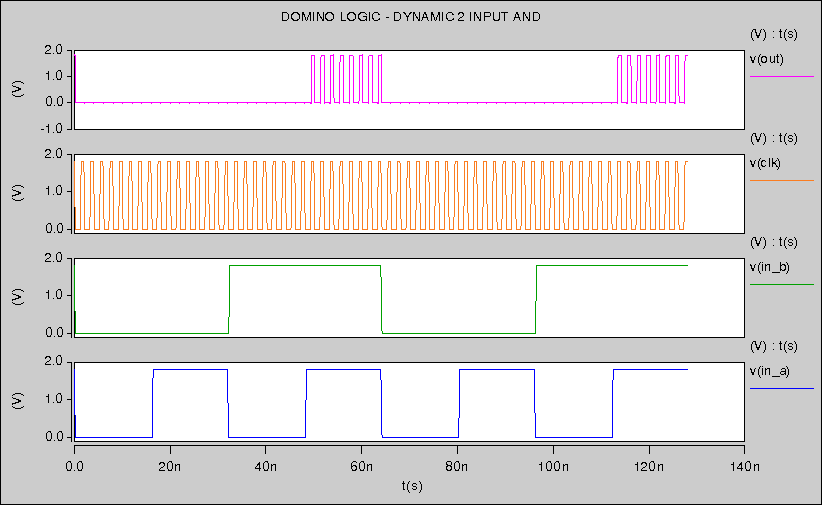 DOMINO LOGIC - DYNAMIC 2 INPUT AND
(V) : t(s)
2.0
v(out)
1.0
(V)
0.0
-1.0
(V) : t(s)
2.0
v(clk)
1.0
(V)
0.0
(V) : t(s)
2.0
v(in_b)
1.0
(V)
0.0
(V) : t(s)
2.0
v(in_a)
1.0
(V)
0.0
0.0 20n 40n 60n 80n 100n 120n 140n
t(s)